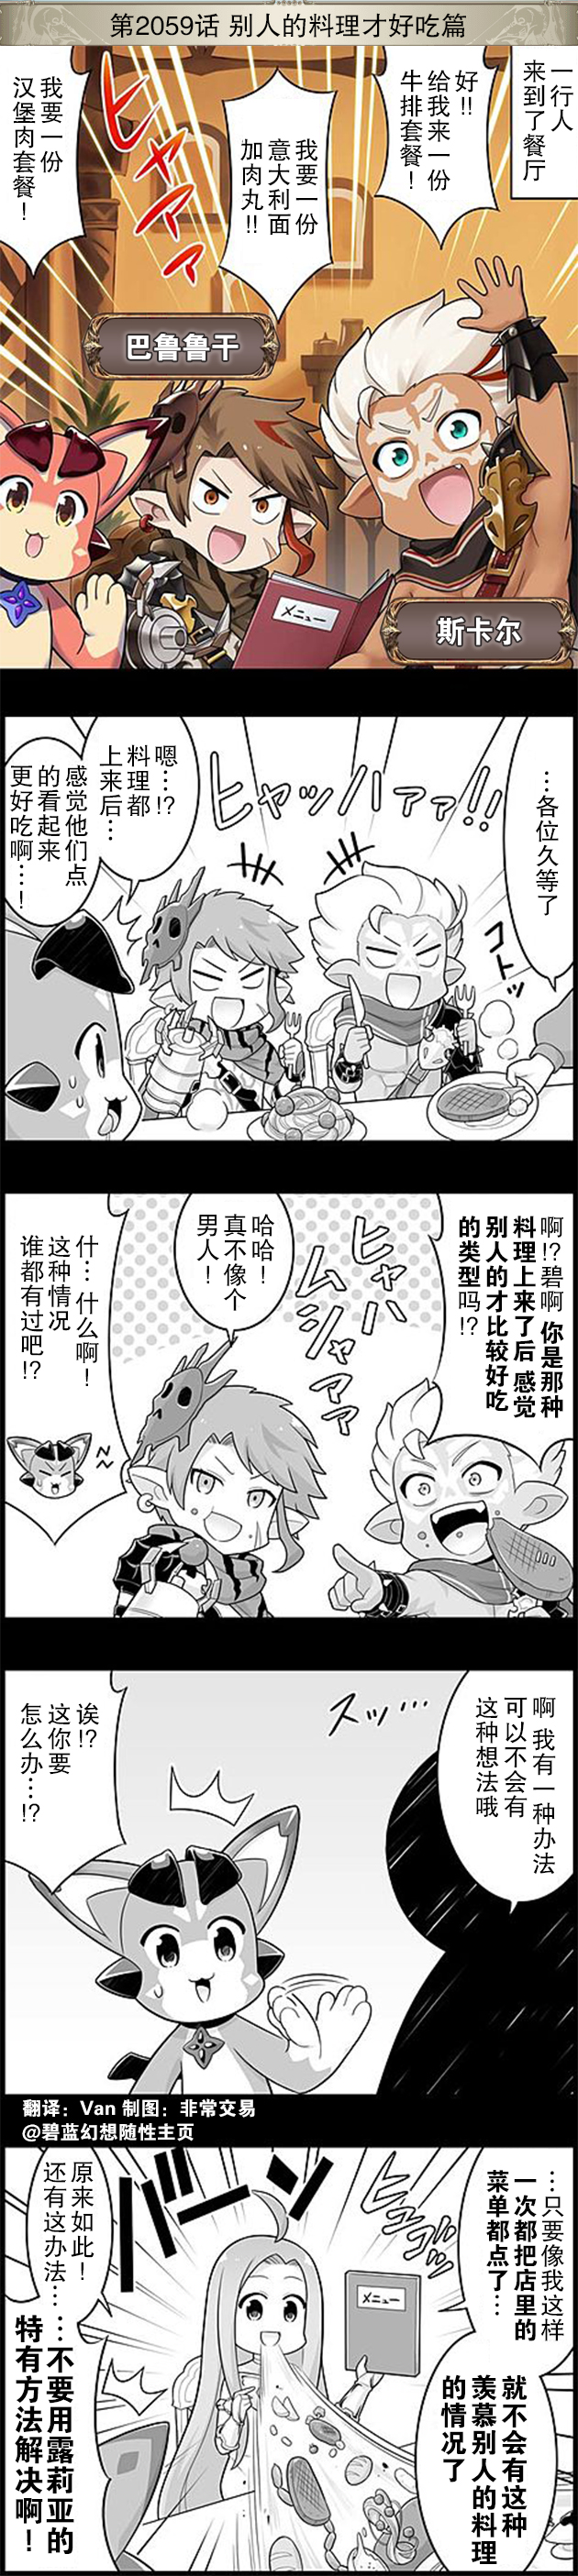 第2059话 别人的料理才好吃篇
一行人
来到了餐厅
好!!
给我来一份
牛排套餐！
我要一份
意大利面
加肉丸!!
ヒャアア
我要一份
汉堡肉套餐！
巴鲁鲁干
メニュー
斯卡尔
…各位久等了
ヒャッハァァ!!
コトッ
嗯…!?
料理都
上来后…
感觉他们点
的看起来
更好吃啊…！
啊!?碧啊 你是那种
料理上来了后 感觉
别人的才比较好吃
的类型吗!?
ヒャハ
ムシャアア
哈哈！
真不像个
男人！
什… 什么啊！
这种情况
谁都有过吧!?
啊 我有一种办法
可以不会有
这种想法哦
スッ…
诶!?
这你要
怎么办…!?
翻译：Van 制图：非常交易
@碧蓝幻想随性主页
…只要像我这样
一次都把店里的
菜单都点了…
就不会有这种
羡慕别人的料理
的情况了
ヒュゴッ
メニュー
ドーン
原来如此！
还有这办法…
…不要用露莉亚的
特有方法解决啊！